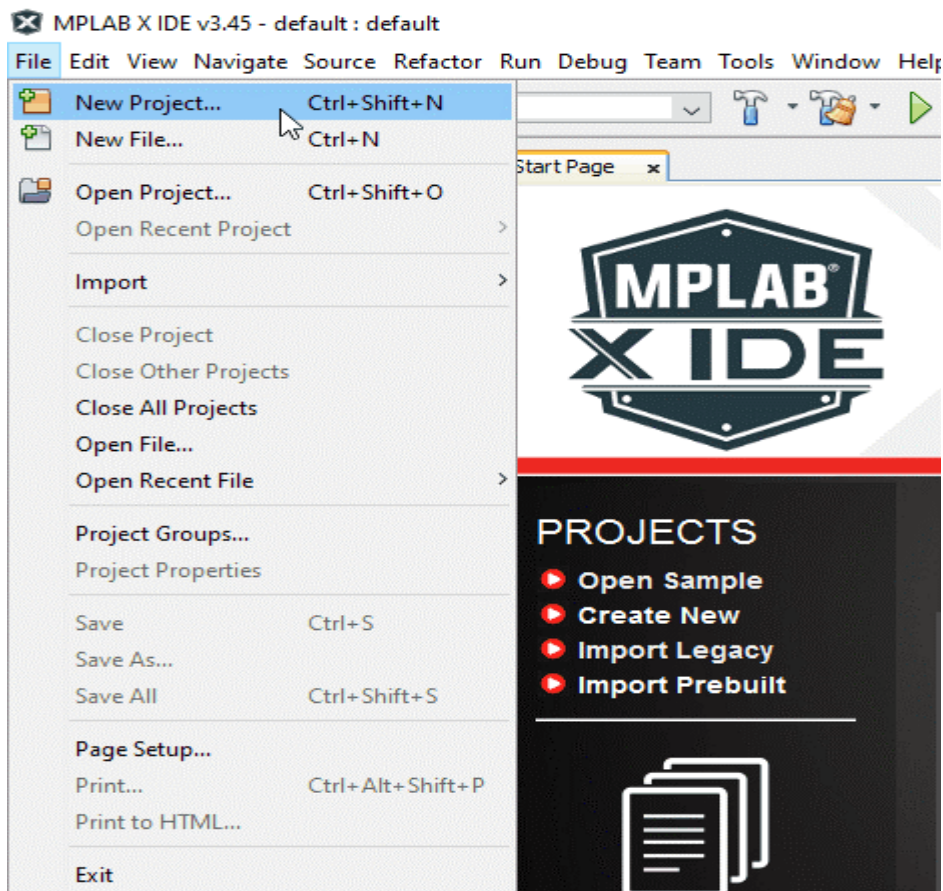 MPLAB X IDE v3.45 - default : default
File Edit View Navigate Source Refactor Run Debug Team Tools Window Help
New Project... Ctrl+Shift+N
New File... Ctrl+N
Start Page x
Open Project... Ctrl+Shift+O
Open Recent Project >
Import >
Close Project
Close Other Projects
Close All Projects
Open File...
Open Recent File >
Project Groups...
Project Properties
Save Ctrl+S
Save As...
Save All Ctrl+Shift+S
Page Setup...
Print... Ctrl+Alt+Shift+P
Print to HTML...
Exit
MPLAB®
X IDE
PROJECTS
Open Sample
Create New
Import Legacy
Import Prebuilt